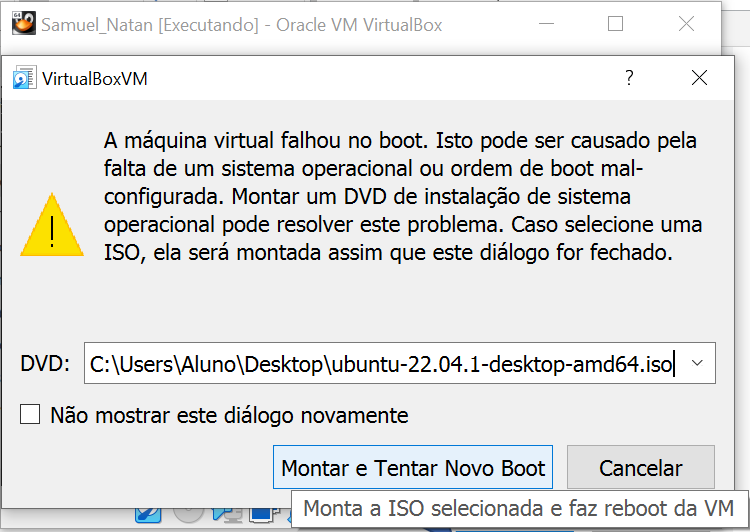 64
Samuel_Natan [Executando] - Oracle VM VirtualBox
VirtualBoxVM
?
A máquina virtual falhou no boot. Isto pode ser causado pela
falta de um sistema operacional ou ordem de boot mal-
configurada. Montar um DVD de instalação de sistema
operacional pode resolver este problema. Caso selecione uma
ISO, ela será montada assim que este diálogo for fechado.
DVD: C:\Users\Aluno\Desktop\ubuntu-22.04.1-desktop-amd64.iso
Não mostrar este diálogo novamente
Montar e Tentar Novo Boot Cancelar
Monta a ISO selecionada e faz reboot da VM